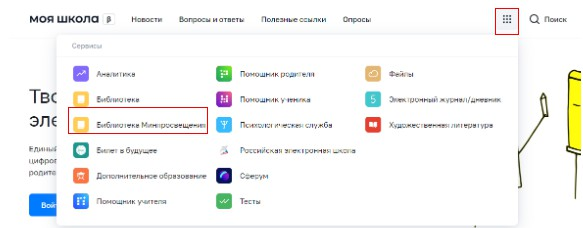 моя школа β Новости Вопросы и ответы Полезные ссылки Опросы Поиск
Сервисы
Аналитика Помощник родителя Файлы
Библиотека Помощник ученика Электронный журнал/дневник
Библиотека Минпросвещения Психологическая служба Художественная литература
Билет в будущее Российская электронная школа
Дополнительное образование Сферум
Помощник учителя Тесты
Тво
эле
Единый
цифрог
родите
Войт